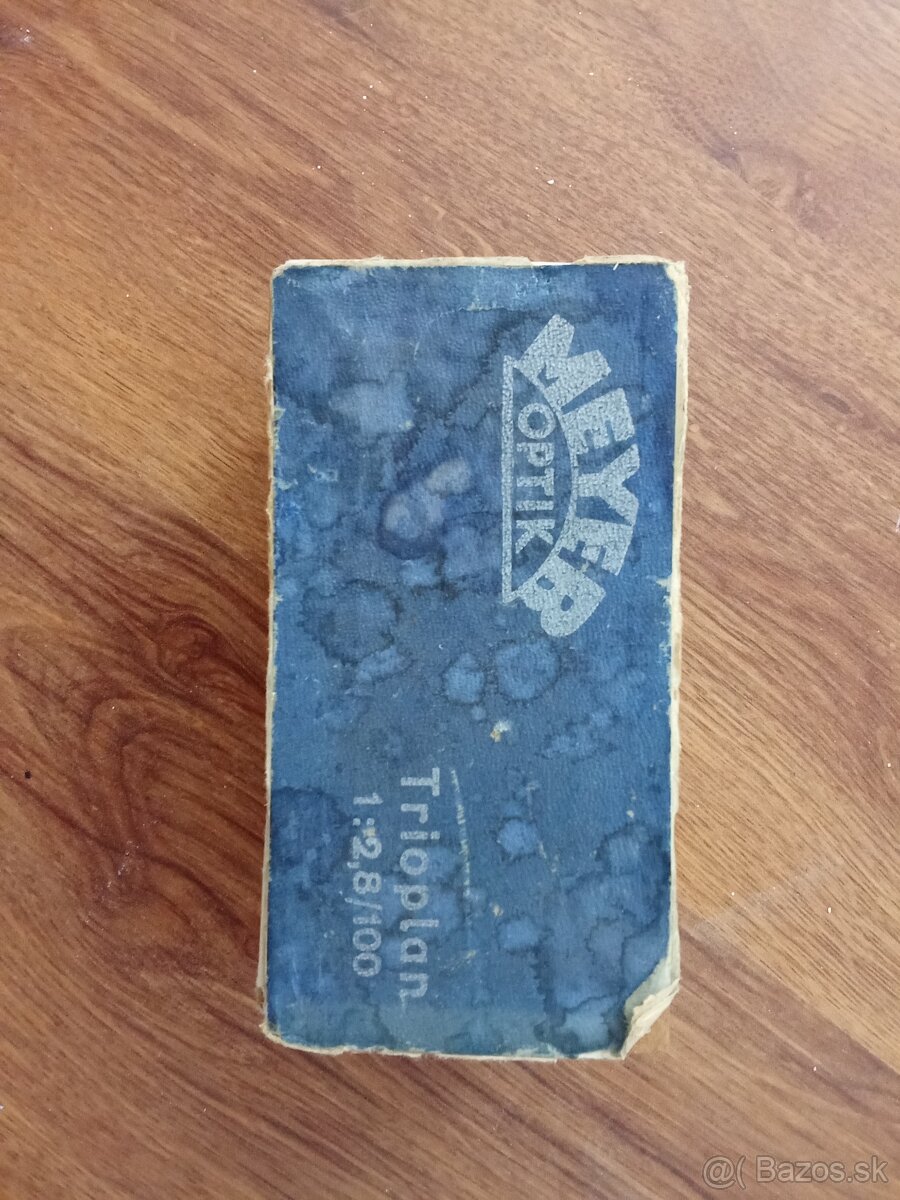 MEYER
OPTIK
Trioplan
1:2,8/100
@( Bazos.sk